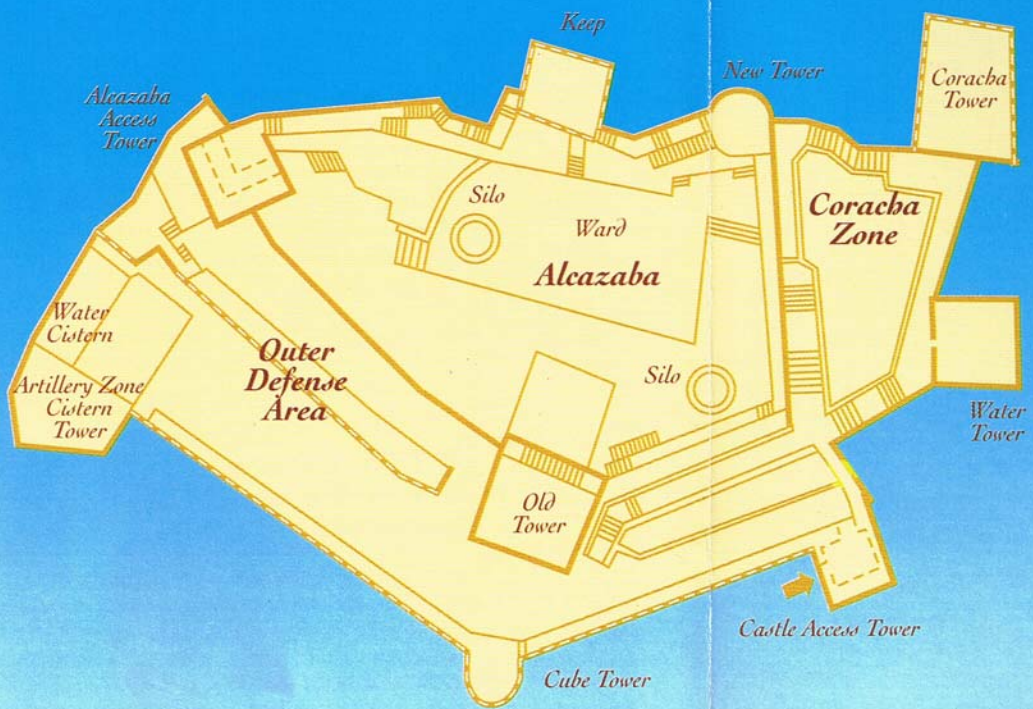 Keep
New Tower
Coracha
Tower
Alcazaba
Access
Tower
Silo
Ward
Alcazaba
Coracha
Zone
Water
Cistern
Artillery Zone
Cistern
Tower
Outer
Defense
Area
Silo
Water
Tower
Old
Tower
Castle Access Tower
Cube Tower